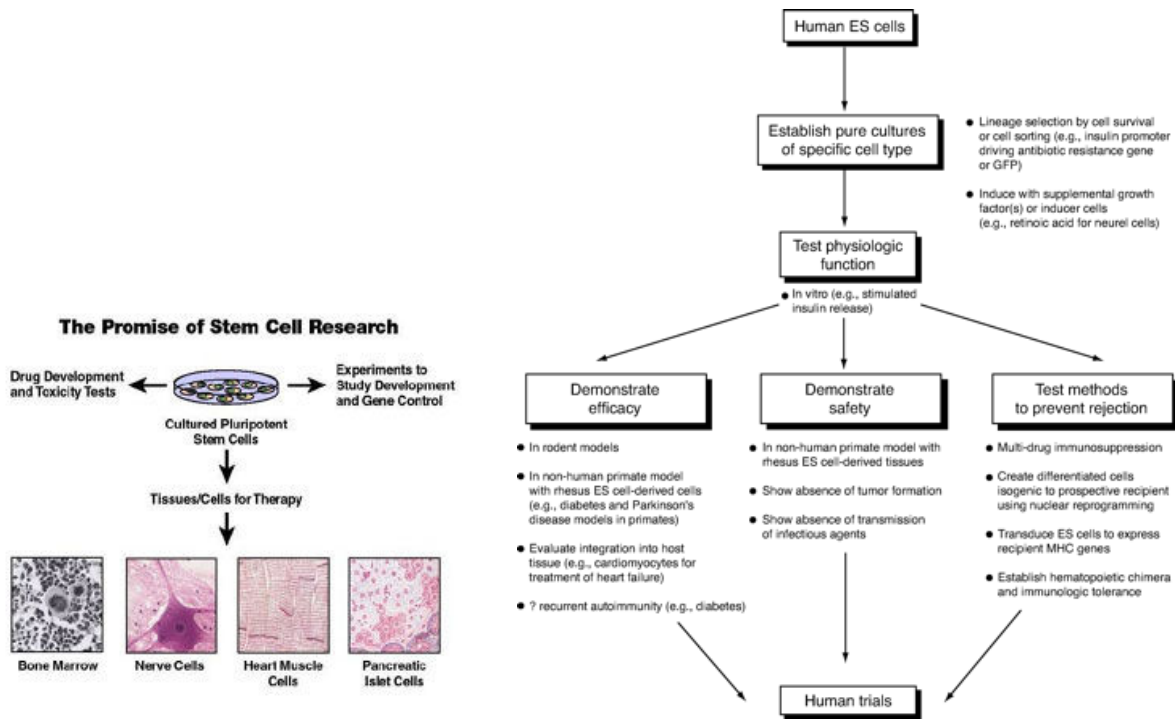 The Promise of Stem Cell Research
Drug Development
and Toxicity Tests
Experiments to
Study Development
and Gene Control
Cultured Pluripotent
Stem Cells
Tissues/Cells for Therapy
Bone Marrow
Nerve Cells
Heart Muscle
Cells
Pancreatic
Islet Cells
Human ES cells
Establish pure cultures
of specific cell type
● Lineage selection by cell survival
or cell sorting (e.g., insulin promoter
driving antibiotic resistance gene
or GFP)
● Induce with supplemental growth
factor(s) or inducer cells
(e.g., retinoic acid for neurel cells)
Test physiologic
function
● In vitro (e.g., stimulated
insulin release)
Demonstrate
efficacy
● In rodent models
● In non-human primate model
with rhesus ES cell-derived cells
(e.g., diabetes and Parkinson's
disease models in primates)
● Evaluate integration into host
tissue (e.g., cardiomyocytes for
treatment of heart failure)
● ? recurrent autoimmunity (e.g., diabetes)
Demonstrate
safety
● In non-human primate model with
rhesus ES cell-derived tissues
● Show absence of tumor formation
● Show absence of transmission
of infectious agents
Test methods
to prevent rejection
● Multi-drug immunosuppression
● Create differentiated cells
isogenic to prospective recipient
using nuclear reprogramming
● Transduce ES cells to express
recipient MHC genes
● Establish hematopoietic chimera
and immunologic tolerance
Human trials